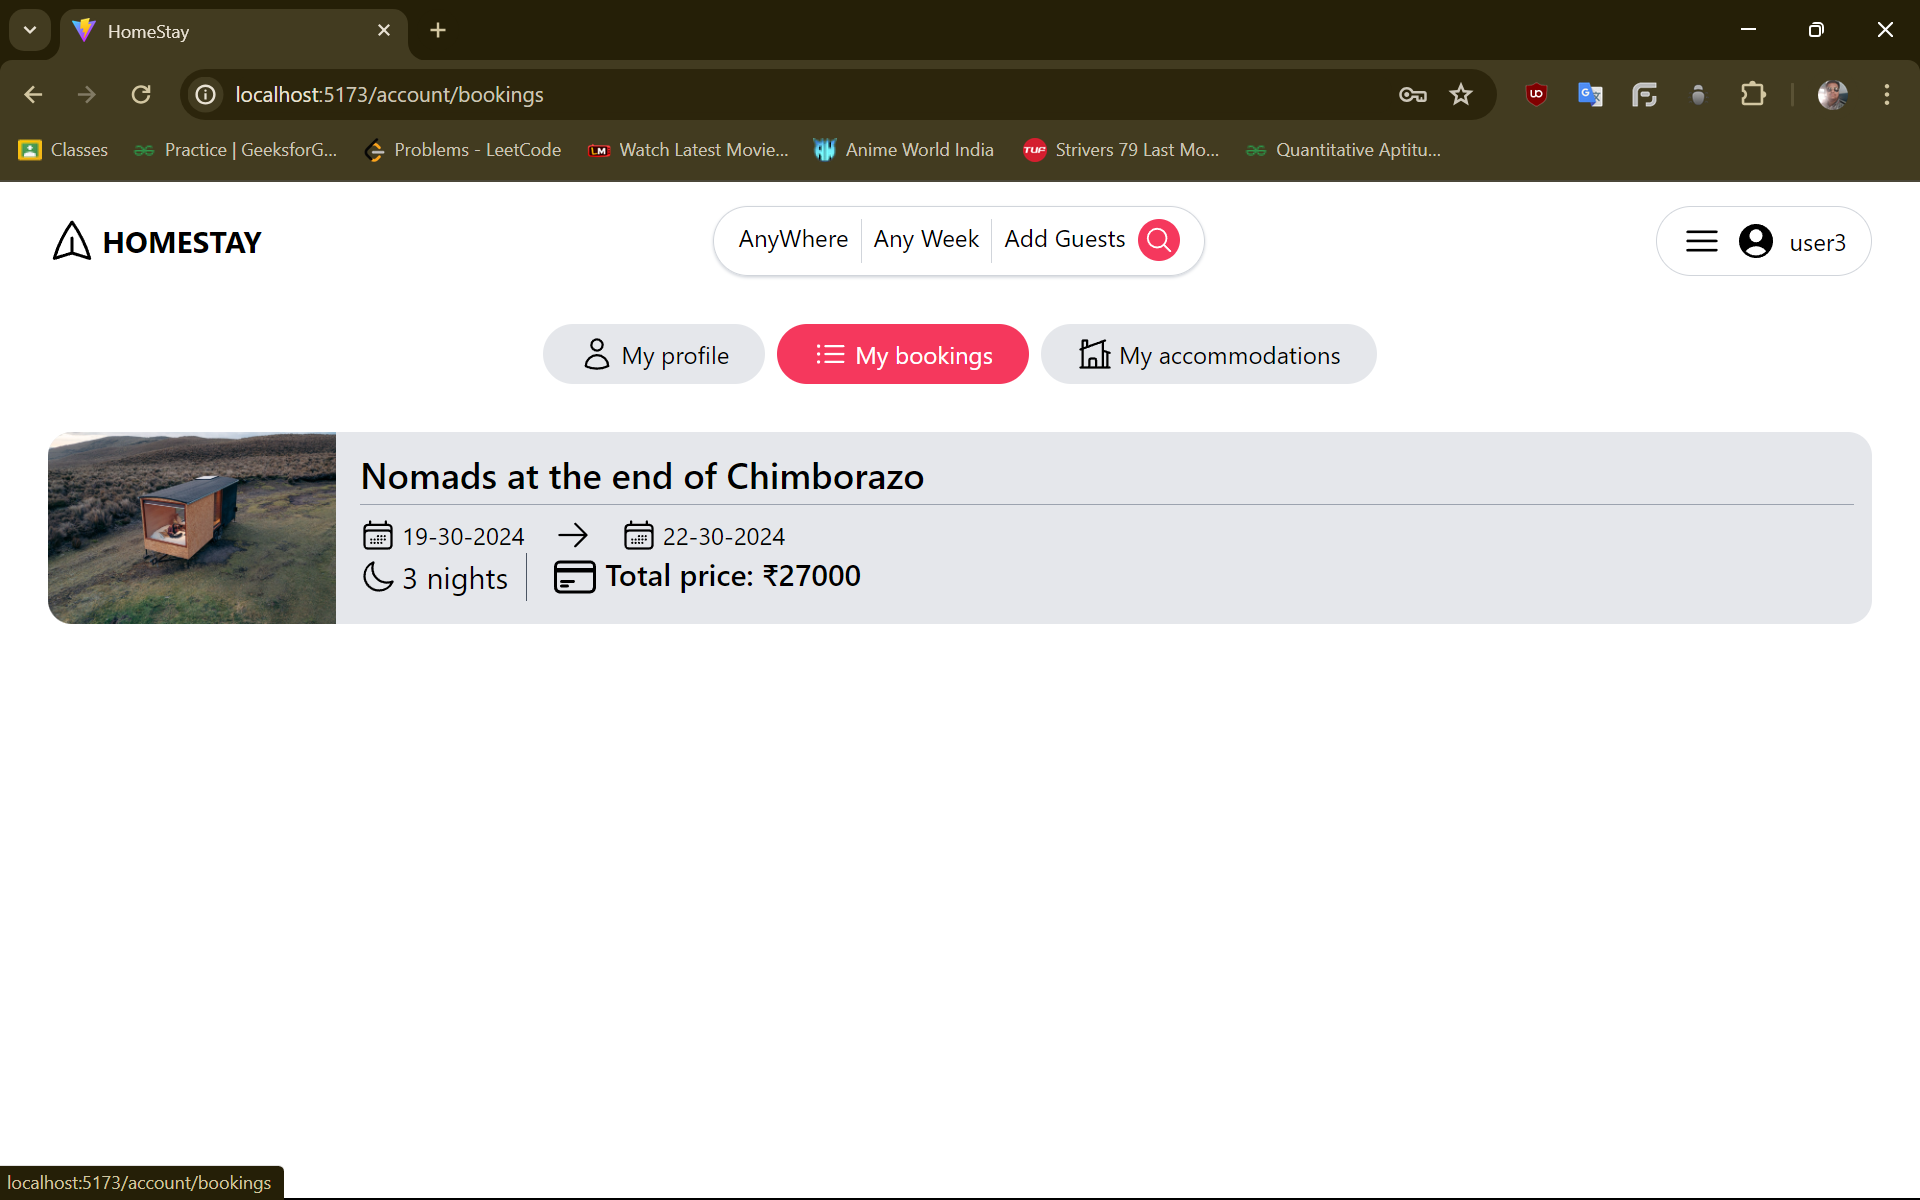 HomeStay
localhost:5173/account/bookings
Classes
Practice | GeeksforG...
Problems - LeetCode
LM Watch Latest Movie...
Anime World India
TUF Strivers 79 Last Mo...
Quantitative Aptitu...
HOMESTAY
AnyWhere
Any Week
Add Guests
user3
My profile
My bookings
My accommodations
Nomads at the end of Chimborazo
19-30-2024
22-30-2024
3 nights
Total price: ₹27000
localhost:5173/account/bookings